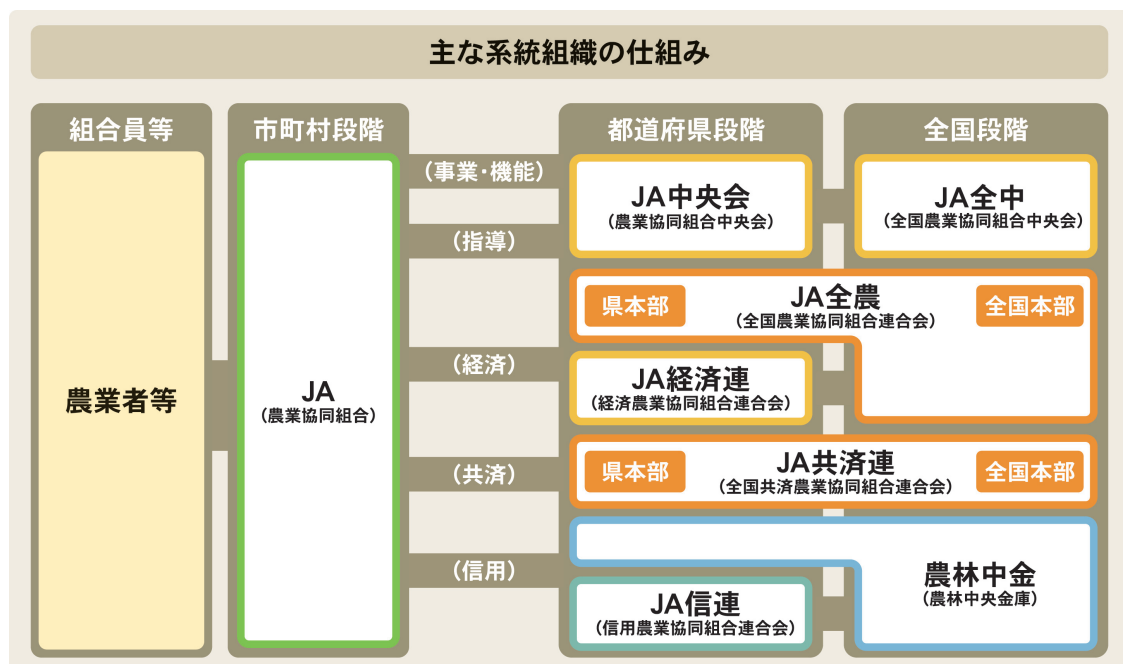 主な系統組織の仕組み
組合員等
市町村段階
都道府県段階
全国段階
農業者等
JA
(農業協同組合)
(事業・機能)
(指導)
(経済)
(共済)
(信用)
JA中央会
(農業協同組合中央会)
JA全中
(全国農業協同組合中央会)
県本部
JA全農
(全国農業協同組合連合会)
全国本部
JA経済連
(経済農業協同組合連合会)
県本部
JA共済連
(全国共済農業協同組合連合会)
全国本部
農林中金
(農林中央金庫)
JA信連
(信用農業協同組合連合会)